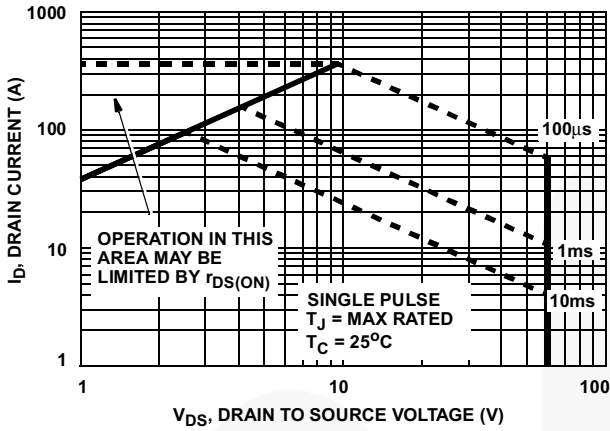 1000
100
10
1
I_D, DRAIN CURRENT (A)
100μs
1ms
10ms
OPERATION IN THIS
AREA MAY BE
LIMITED BY r_DS(ON)
SINGLE PULSE
T_J = MAX RATED
T_C = 25°C
1
10
100
V_DS, DRAIN TO SOURCE VOLTAGE (V)